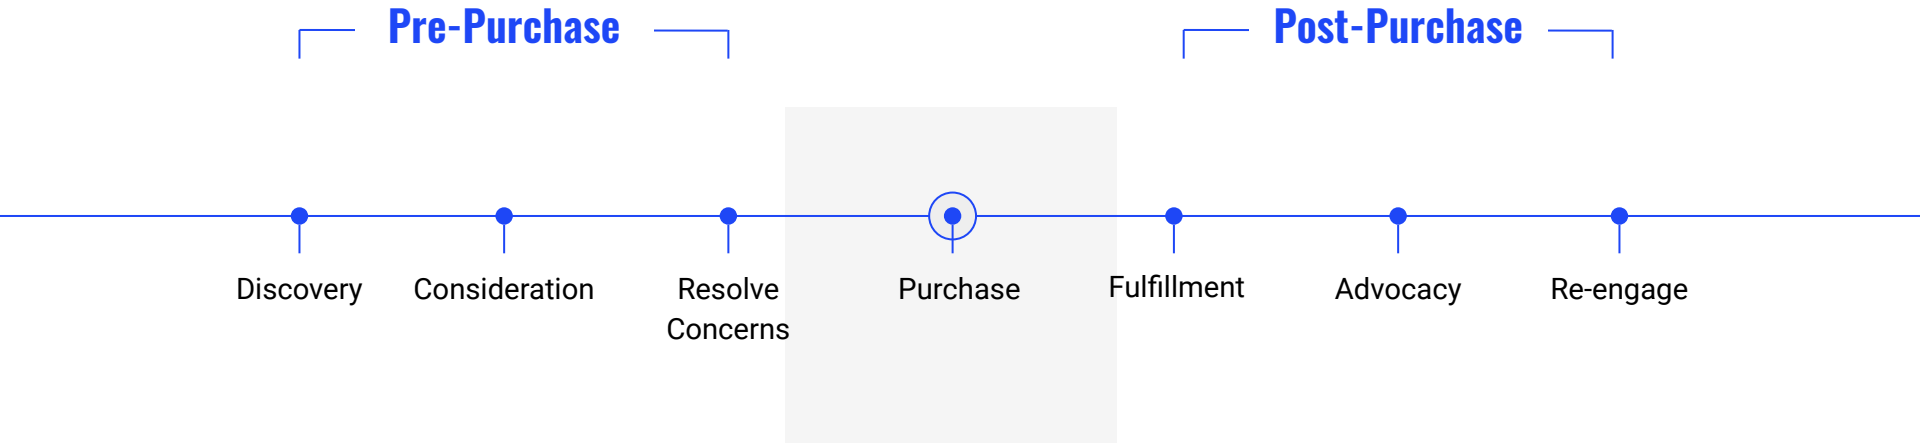 Pre-Purchase
Post-Purchase
Discovery
Consideration
Resolve
Concerns
Purchase
Fulfillment
Advocacy
Re-engage